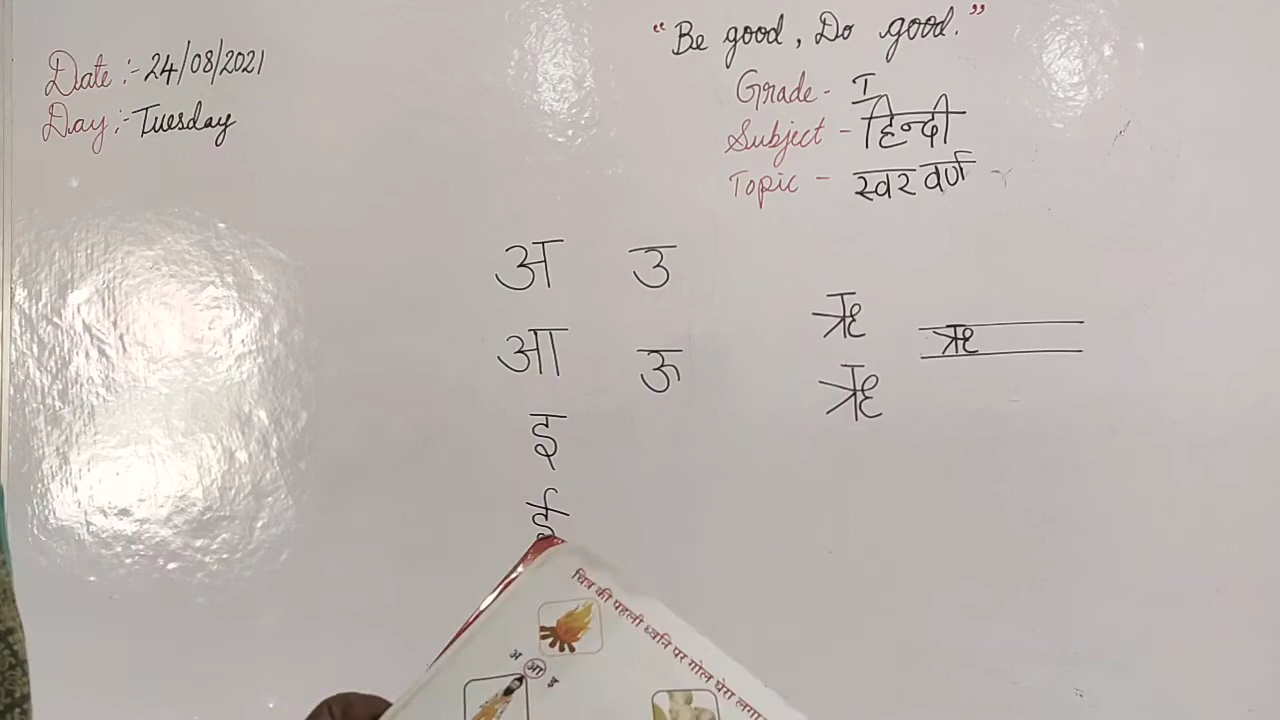 Date :- 24/08/2021
Day :- Tuesday
“Be good, Do good.”
Grade - I
Subject - हिन्दी
Topic - स्वर वर्ण
अ उ
आ ऊ
इ
ई
ऋ
ऋ
ऋ
चित्र की पहली ध्वनि पर गोल घेरा लगा
अ आ इ